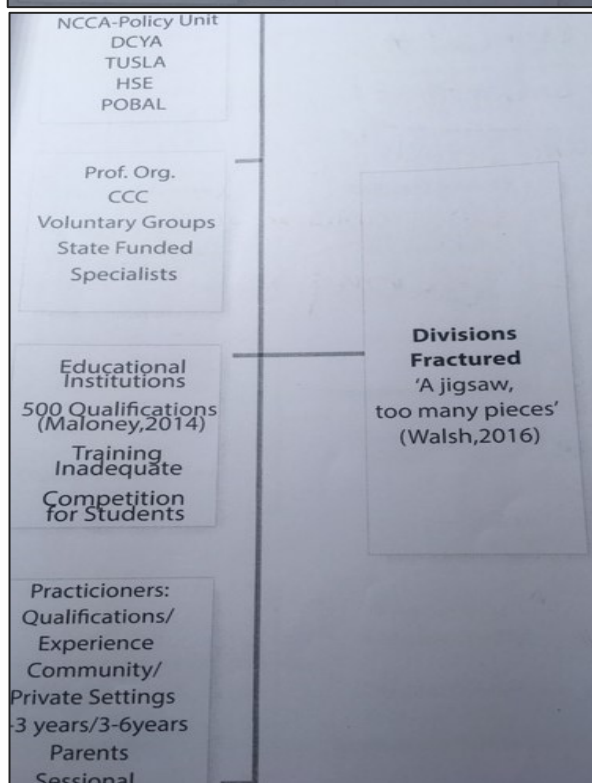 NCCA-Policy Unit
DCYA
TUSLA
HSE
POBAL
Prof. Org.
CCC
Voluntary Groups
State Funded
Specialists
Educational
Institutions
500 Qualifications
(Maloney,2014)
Training
Inadequate
Competition
for Students
Practicioners:
Qualifications/
Experience
Community/
Private Settings
-3 years/3-6years
Parents
Sessional
Divisions
Fractured
'A jigsaw,
too many pieces'
(Walsh,2016)